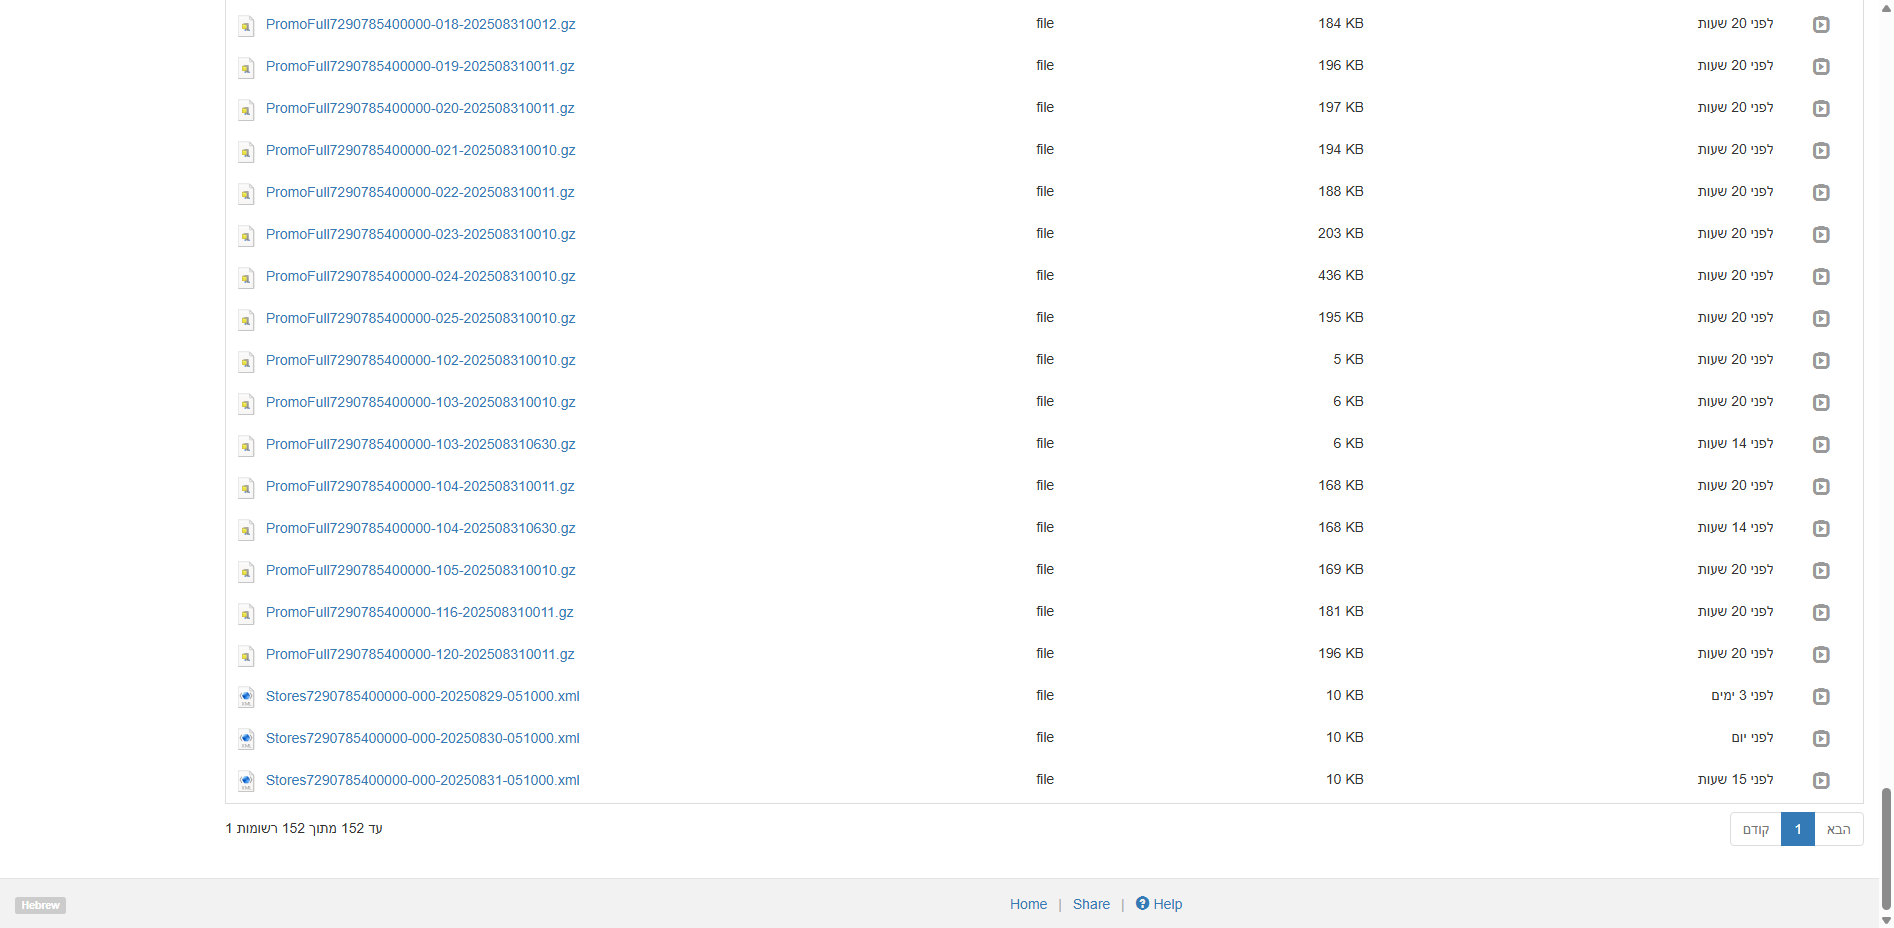 PromoFull7290785400000-018-202508310012.gz file 184 KB לפני 20 שעות
PromoFull7290785400000-019-202508310011.gz file 196 KB לפני 20 שעות
PromoFull7290785400000-020-202508310011.gz file 197 KB לפני 20 שעות
PromoFull7290785400000-021-202508310010.gz file 194 KB לפני 20 שעות
PromoFull7290785400000-022-202508310011.gz file 188 KB לפני 20 שעות
PromoFull7290785400000-023-202508310010.gz file 203 KB לפני 20 שעות
PromoFull7290785400000-024-202508310010.gz file 436 KB לפני 20 שעות
PromoFull7290785400000-025-202508310010.gz file 195 KB לפני 20 שעות
PromoFull7290785400000-102-202508310010.gz file 5 KB לפני 20 שעות
PromoFull7290785400000-103-202508310010.gz file 6 KB לפני 20 שעות
PromoFull7290785400000-103-202508310630.gz file 6 KB לפני 14 שעות
PromoFull7290785400000-104-202508310011.gz file 168 KB לפני 20 שעות
PromoFull7290785400000-104-202508310630.gz file 168 KB לפני 14 שעות
PromoFull7290785400000-105-202508310010.gz file 169 KB לפני 20 שעות
PromoFull7290785400000-116-202508310011.gz file 181 KB לפני 20 שעות
PromoFull7290785400000-120-202508310011.gz file 196 KB לפני 20 שעות
Stores7290785400000-000-20250829-051000.xml file 10 KB לפני 3 ימים
Stores7290785400000-000-20250830-051000.xml file 10 KB לפני יום
Stores7290785400000-000-20250831-051000.xml file 10 KB לפני 15 שעות
1 עד 152 מתוך 152 רשומות
קודם 1 הבא
Hebrew Home | Share | Help